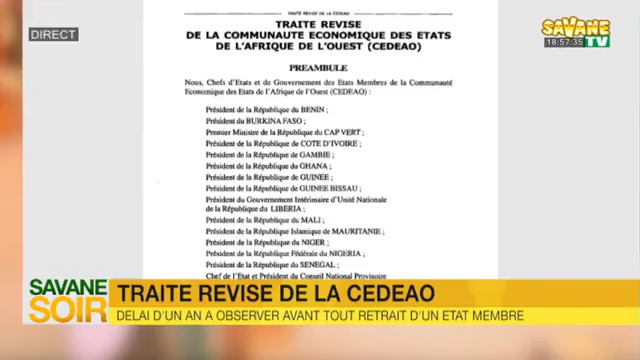 TRAITE REVISE DE LA CEDEAO
DIRECT
SAVANE TV
18:57:35
TRAITE REVISE
DE LA COMMUNAUTE ECONOMIQUE DES ETATS
DE L'AFRIQUE DE L'OUEST (CEDEAO)
PREAMBULE
Nous, Chefs d'Etats et de Gouvernement des Etats Membres de la Communauté
Economique des Etats de l'Afrique de l'Ouest (CEDEAO) :
Président de la République du BENIN ;
Président du BURKINA FASO ;
Premier Ministre de la République du CAP VERT ;
Président de la République de COTE D'IVOIRE ;
Président de la République de GAMBIE ;
Président de la République du GHANA ;
Président de la République de GUINEE ;
Président de la République de GUINEE BISSAU ;
Président du Gouvernement Intérimaire d'Unité Nationale
de la République du LIBERIA ;
Président de la République du MALI ;
Président de la République Islamique de MAURITANIE ;
Président de la République du NIGER ;
Président de la République Fédérale du NIGERIA ;
Président de la République du SENEGAL ;
Chef de l'Etat et Président du Conseil National Provisoire
SAVANE
SOIR
TRAITE REVISE DE LA CEDEAO
DELAI D'UN AN A OBSERVER AVANT TOUT RETRAIT D'UN ETAT MEMBRE